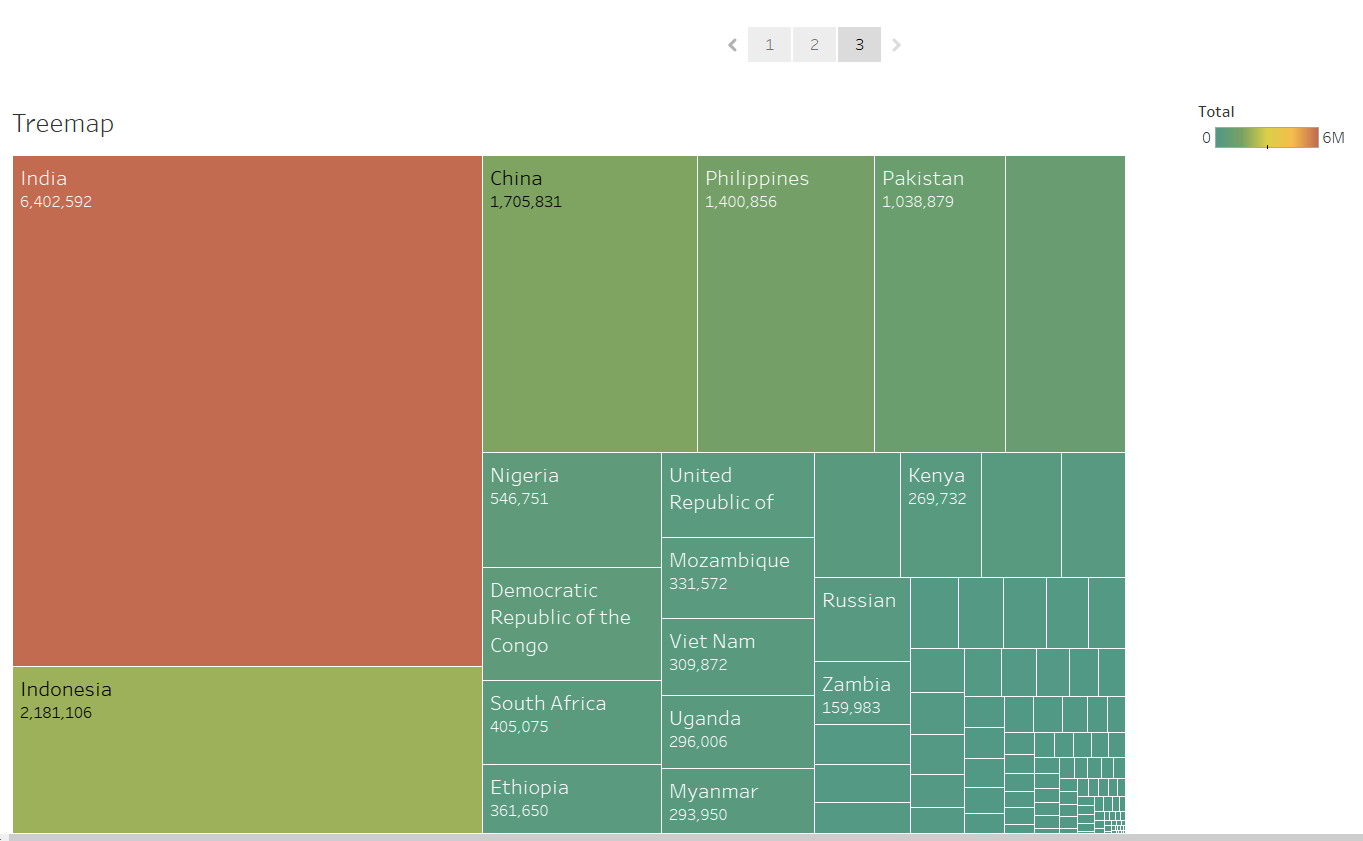 1 2 3
Treemap
Total
0 6M
India
6,402,592
Indonesia
2,181,106
China
1,705,831
Philippines
1,400,856
Pakistan
1,038,879
Nigeria
546,751
Democratic
Republic of the
Congo
South Africa
405,075
Ethiopia
361,650
United
Republic of
Mozambique
331,572
Viet Nam
309,872
Uganda
296,006
Myanmar
293,950
Kenya
269,732
Russian
Zambia
159,983